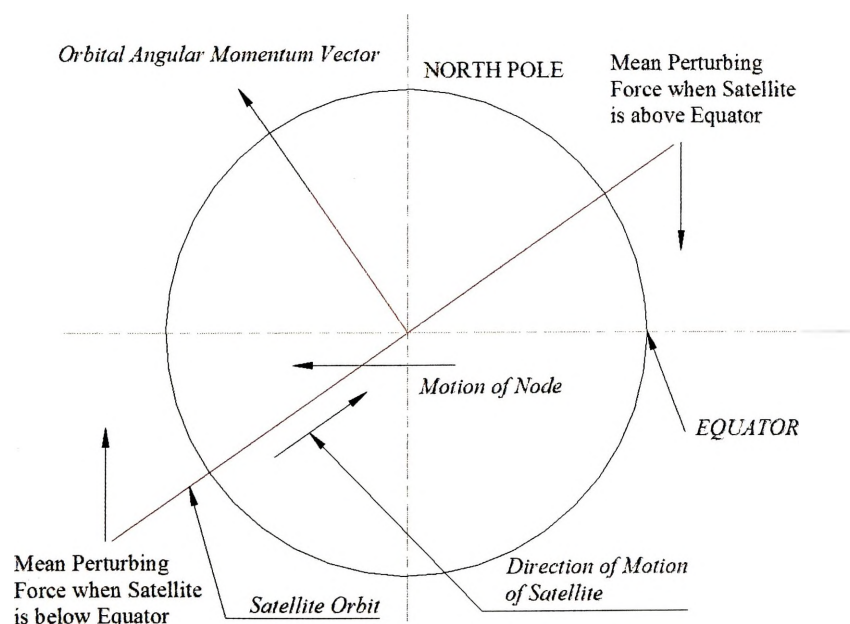 Orbital Angular Momentum Vector
NORTH POLE
Mean Perturbing
Force when Satellite
is above Equator
Motion of Node
EQUATOR
Mean Perturbing
Force when Satellite
is below Equator
Satellite Orbit
Direction of Motion
of Satellite